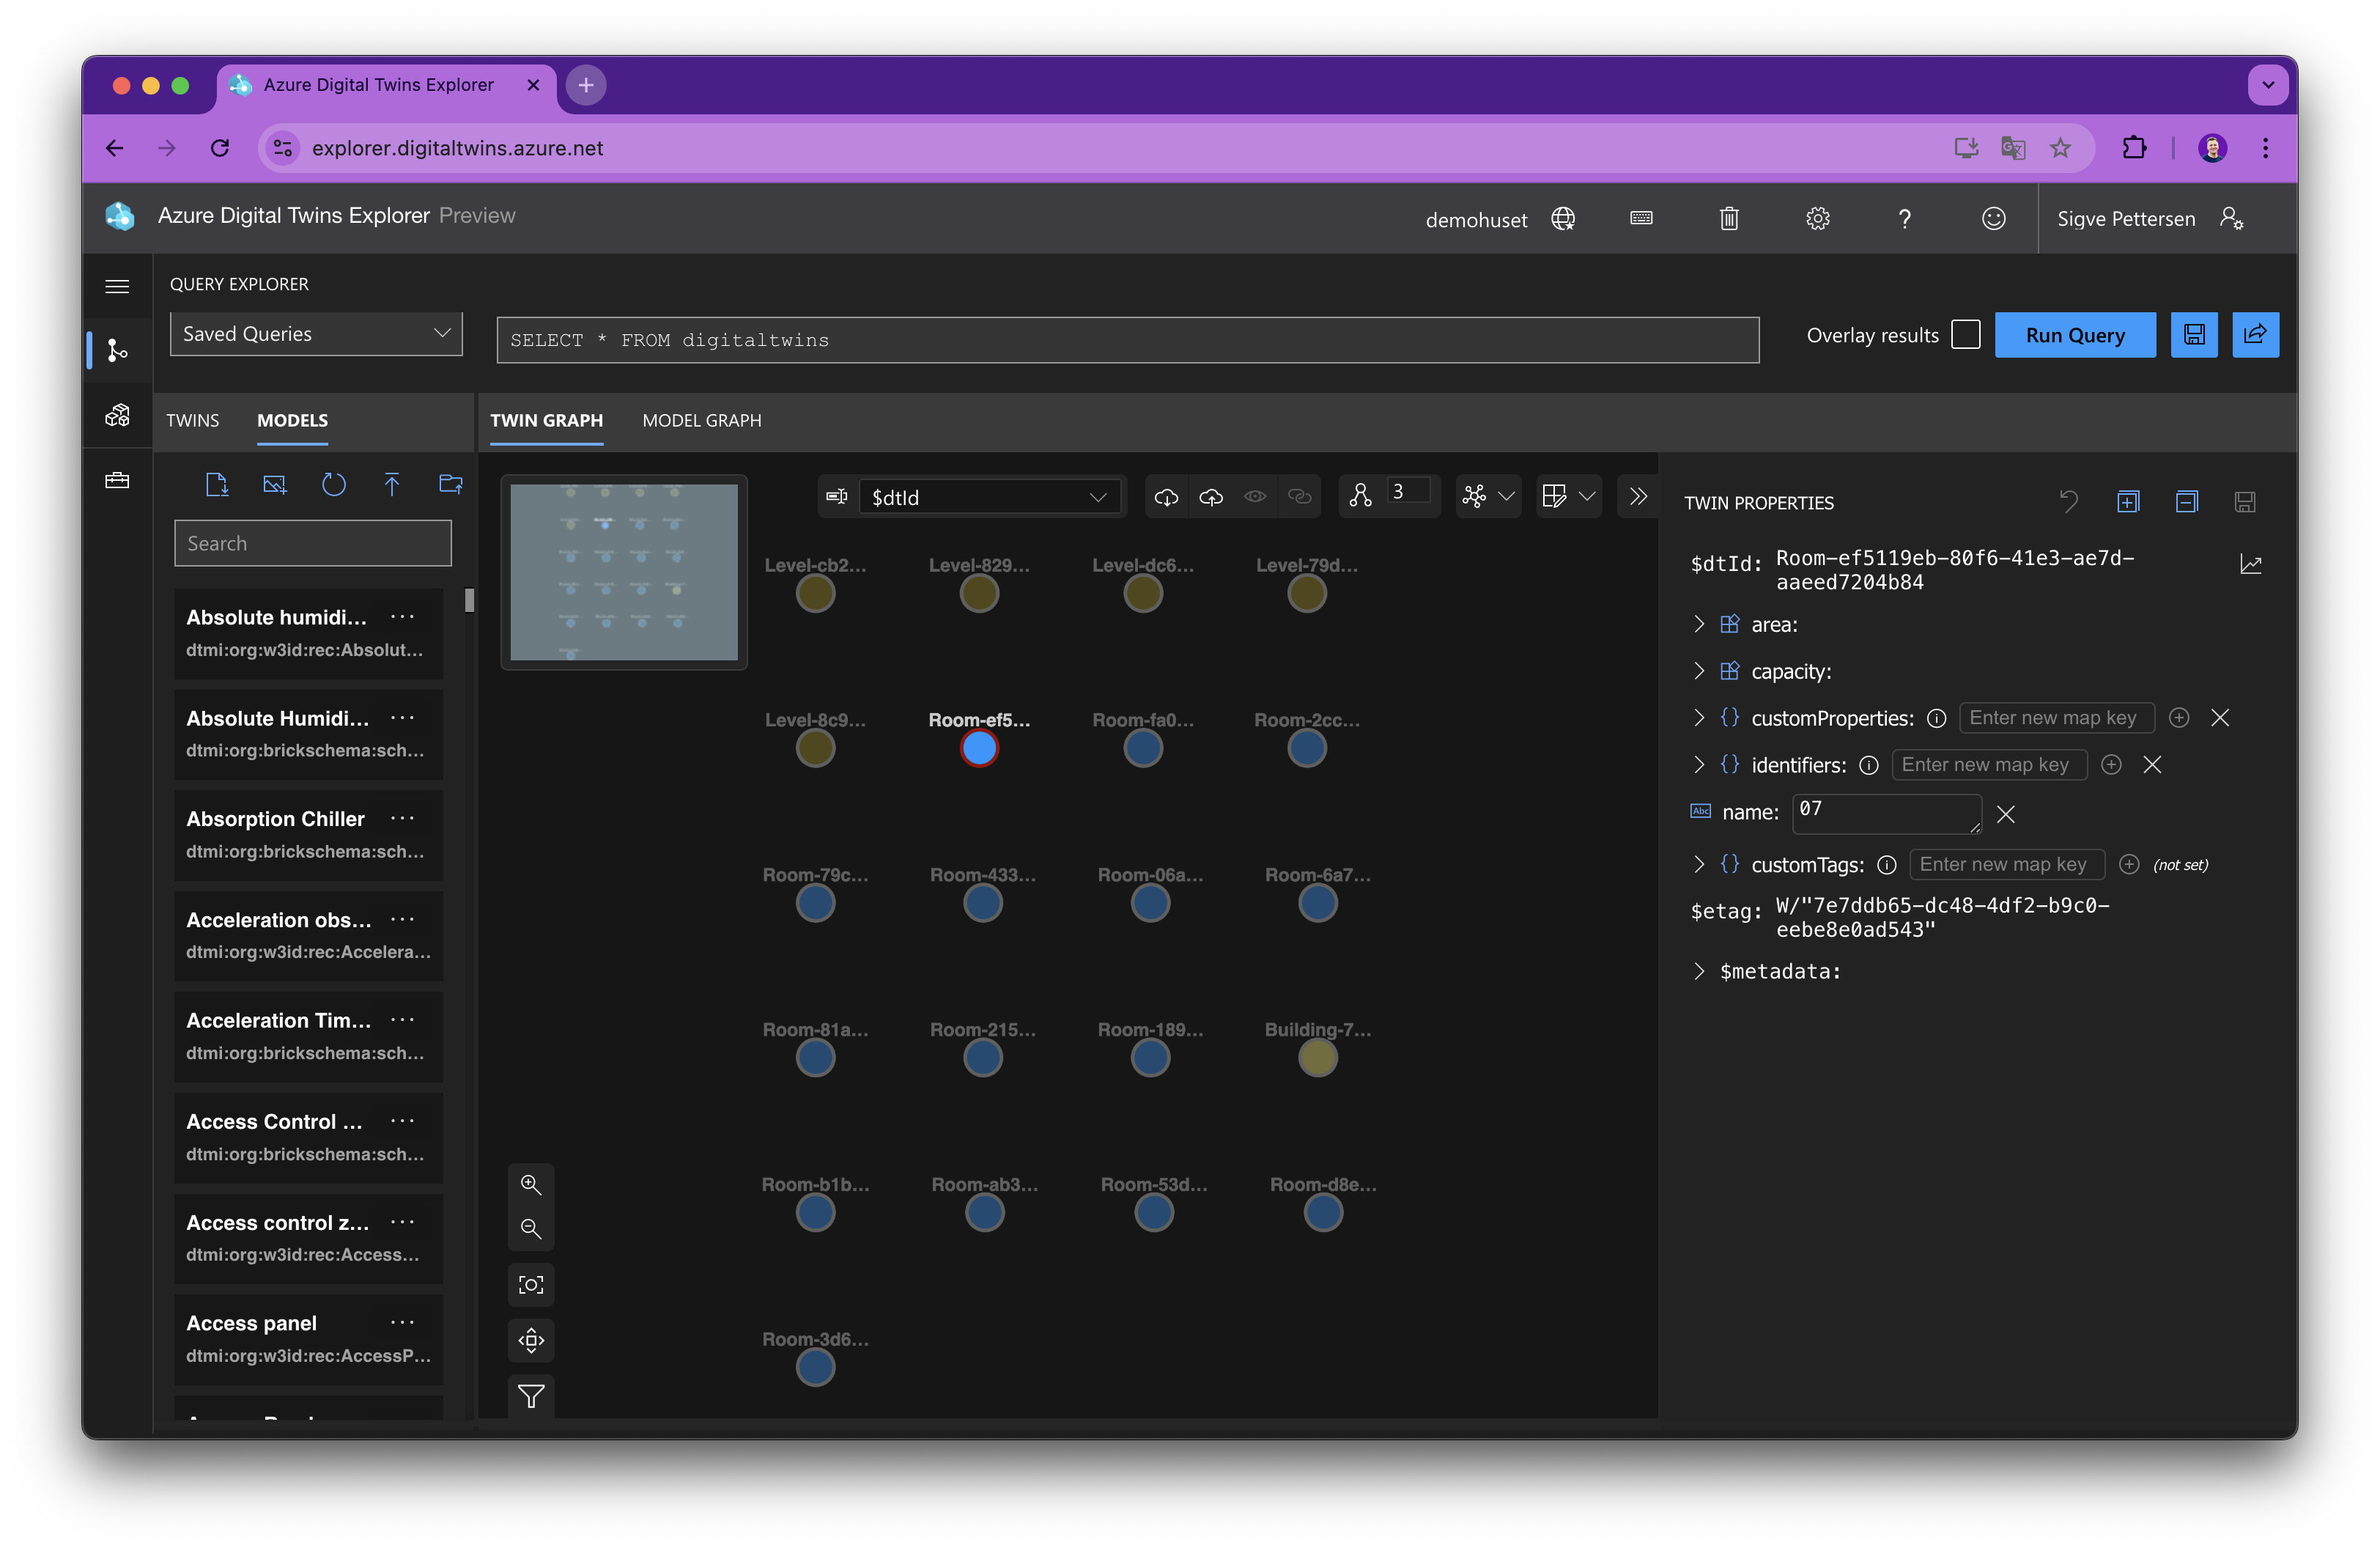 Azure Digital Twins Explorer
explorer.digitaltwins.azure.net
Azure Digital Twins Explorer Preview
demohuset
?
Sigve Pettersen
QUERY EXPLORER
Saved Queries
SELECT * FROM digitaltwins
Overlay results
Run Query
TWINS
MODELS
TWIN GRAPH
MODEL GRAPH
Search
Absolute humidi...
dtmi:org:w3id:rec:Absolut...
Absolute Humidi...
dtmi:org:brickschema:sch...
Absorption Chiller
dtmi:org:brickschema:sch...
Acceleration obs...
dtmi:org:w3id:rec:Accelera...
Acceleration Tim...
dtmi:org:brickschema:sch...
Access Control ...
dtmi:org:brickschema:sch...
Access control z...
dtmi:org:w3id:rec:Access...
Access panel
dtmi:org:w3id:rec:AccessP...
$dtId
3
Level-cb2... Level-829... Level-dc6... Level-79d...
Level-8c9... Room-ef5... Room-fa0... Room-2cc...
Room-79c... Room-433... Room-06a... Room-6a7...
Room-81a... Room-215... Room-189... Building-7...
Room-b1b... Room-ab3... Room-53d... Room-d8e...
Room-3d6...
TWIN PROPERTIES
$dtId: Room-ef5119eb-80f6-41e3-ae7d-
aaeed7204b84
area:
capacity:
{} customProperties: Enter new map key
{} identifiers: Enter new map key
Abc name: 07
{} customTags: Enter new map key (not set)
$etag: W/"7e7ddb65-dc48-4df2-b9c0-
eebe8e0ad543"
$metadata: